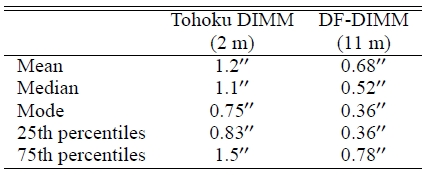 Tohoku DIMM DF-DIMM
(2 m) (11 m)
Mean 1.2″ 0.68″
Median 1.1″ 0.52″
Mode 0.75″ 0.36″
25th percentiles 0.83″ 0.36″
75th percentiles 1.5″ 0.78″